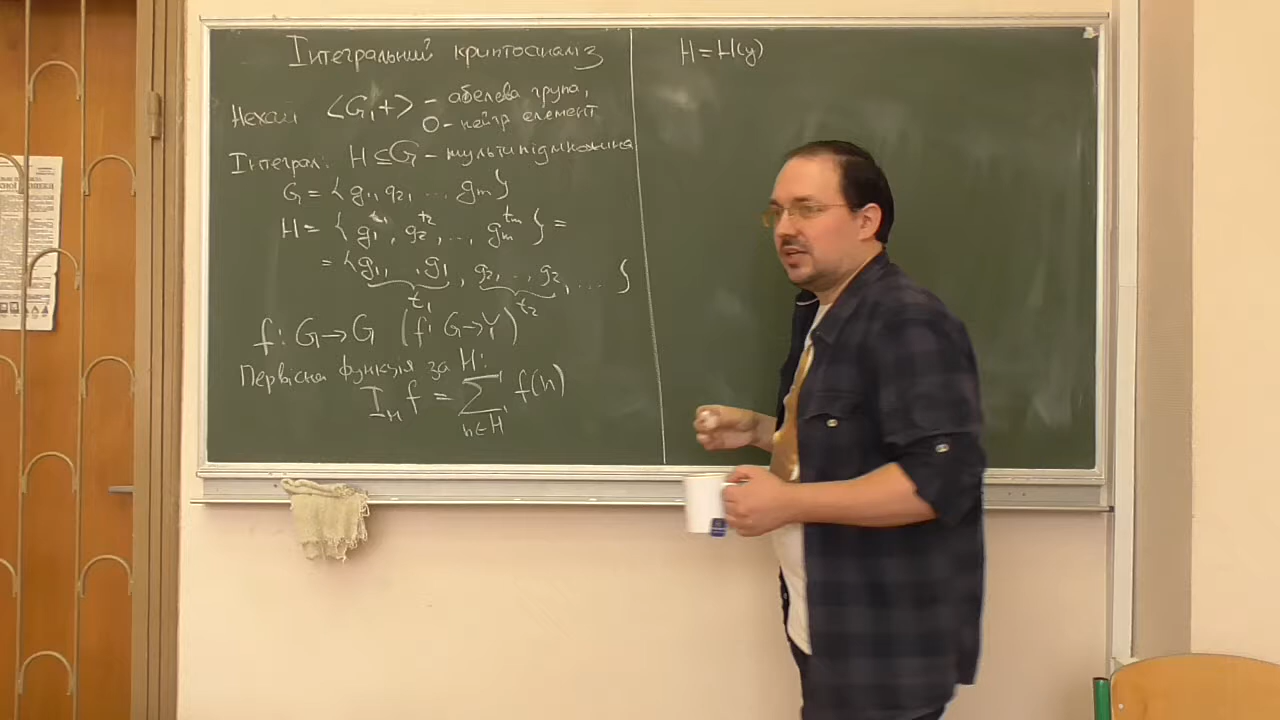 Інтегральний криптоаналіз
Нехай ⟨G, +⟩ – абелева група,
0 – нейтр елемент
Інтеграл: H ⊆ G – мультипідмножина
G = { g₁, g₂, ... gₘ }
H = { g₁^t₁, g₂^t₂, ..., gₘ^tₘ } =
= { g₁, ..., g₁, g₂, ..., g₂, ... }
t₁ t₂
f: G → G (f: G → Y)
Первісна функція за H:
I_H f = ∑ f(h)
h ∈ H
H = H(y)